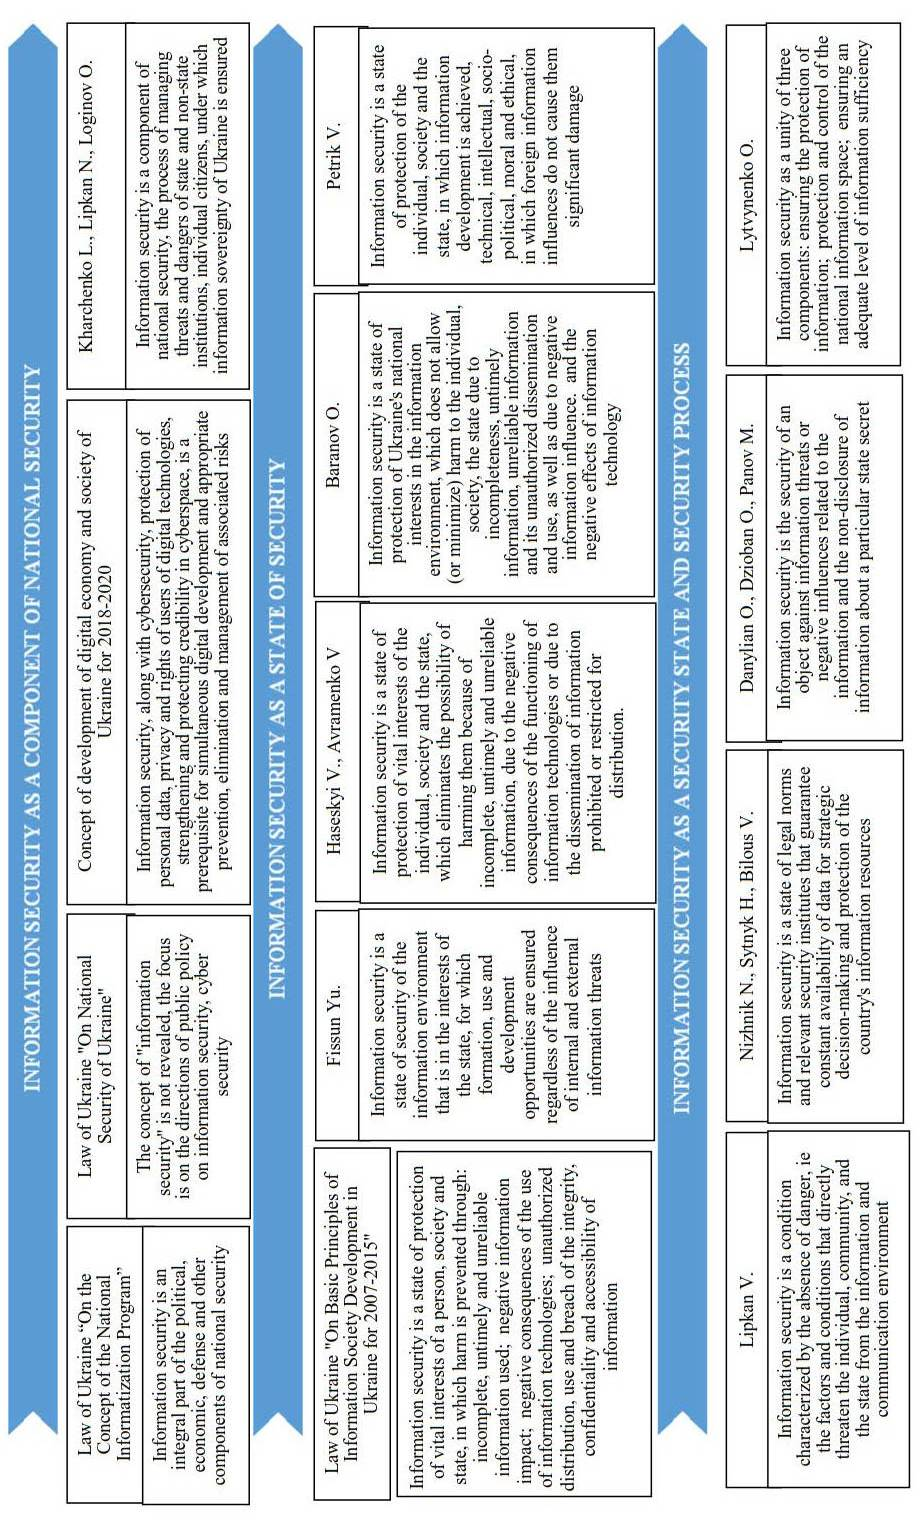 INFORMATION SECURITY AS A COMPONENT OF NATIONAL SECURITY
Law of Ukraine “On the
Concept of the National
Informatization Program”
Information security is an
integral part of the political,
economic, defense and other
components of national security
Law of Ukraine "On National
Security of Ukraine"
The concept of "information
security" is not revealed, the focus
is on the directions of public policy
on information security, cyber
security
Concept of development of digital economy and society of
Ukraine for 2018-2020
Information security, along with cybersecurity, protection of
personal data, privacy and rights of users of digital technologies,
strengthening and protecting credibility in cyberspace, is a
prerequisite for simultaneous digital development and appropriate
prevention, elimination and management of associated risks
Kharchenko L., Lipkan N., Loginov O.
Information security is a component of
national security, the process of managing
threats and dangers of state and non-state
institutions, individual citizens, under which
information sovereignty of Ukraine is ensured
INFORMATION SECURITY AS A STATE OF SECURITY
Law of Ukraine "On Basic Principles of
Information Society Development in
Ukraine for 2007-2015"
Information security is a state of protection
of vital interests of a person, society and
state, in which harm is prevented through:
incomplete, untimely and unreliable
information used; negative information
impact; negative consequences of the use
of information technologies; unauthorized
distribution, use and breach of the integrity,
confidentiality and accessibility of
information
Fissun Yu.
Information security is a
state of security of the
information environment
that is in the interests of
the state, for which
formation, use and
development
opportunities are ensured
regardless of the influence
of internal and external
information threats
Haseskyi V., Avramenko V
Information security is a state of
protection of vital interests of the
individual, society and the state,
which eliminates the possibility of
harming them because of
incomplete, untimely and unreliable
information, due to the negative
consequences of the functioning of
information technologies or due to
the dissemination of information
prohibited or restricted for
distribution.
Baranov O.
Information security is a state of
protection of Ukraine's national
interests in the information
environment, which does not allow
(or minimize) harm to the individual,
society, the state due to
incompleteness, untimely
information, unreliable information
and its unauthorized dissemination
and use, as well as due to negative
information influence. and the
negative effects of information
technology
Petrik V.
Information security is a state
of protection of the
individual, society and the
state, in which information
development is achieved,
technical, intellectual, socio-
political, moral and ethical,
in which foreign information
influences do not cause them
significant damage
INFORMATION SECURITY AS A SECURITY STATE AND SECURITY PROCESS
Lipkan V.
Information security is a condition
characterized by the absence of danger, ie
the factors and conditions that directly
threaten the individual, community, and
the state from the information and
communication environment
Nizhnik N., Sytnyk H., Bilous V.
Information security is a state of legal norms
and relevant security institutes that guarantee
constant availability of data for strategic
decision-making and protection of the
country's information resources
Danylian O., Dzioban O., Panov M.
Information security is the security of an
object against information threats or
negative influences related to the
information and the non-disclosure of
information about a particular state secret
Lytvynenko O.
Information security as a unity of three
components: ensuring the protection of
information; protection and control of the
national information space; ensuring an
adequate level of information sufficiency